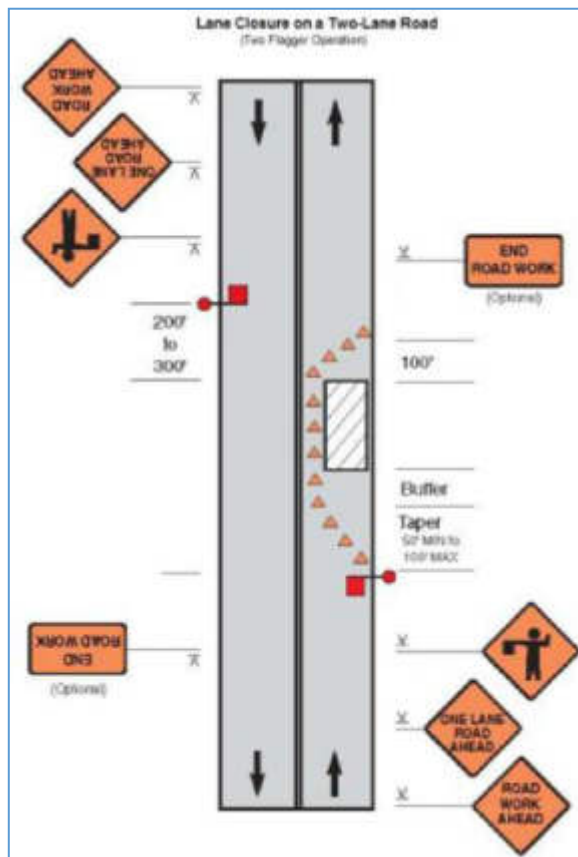 Lane Closure on a Two-Lane Road
(Two Flagger Operation)
ROAD
WORK
AHEAD
ONE LANE
ROAD
AHEAD
200'
to
300'
END
ROAD WORK
(Optional)
100'
Buffer
Taper
50' MIN to
100' MAX
END
ROAD WORK
(Optional)
ONE LANE
ROAD
AHEAD
ROAD
WORK
AHEAD